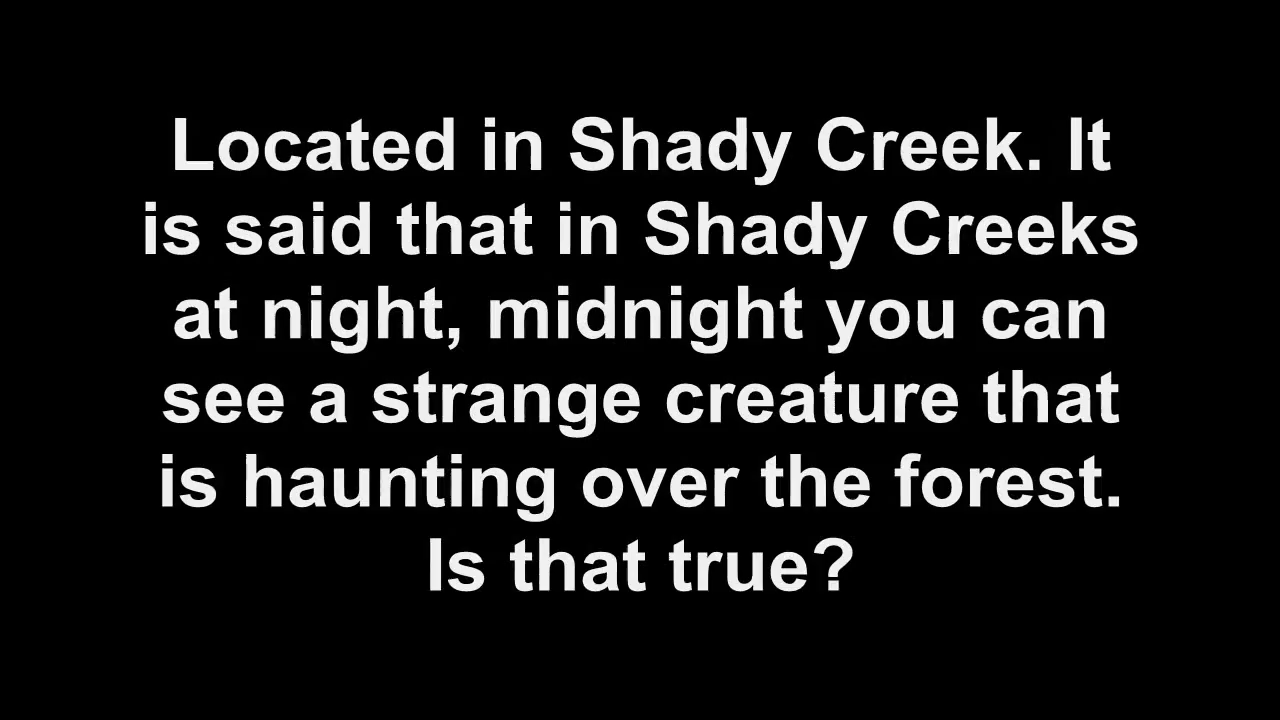 Located in Shady Creek. It
is said that in Shady Creeks
at night, midnight you can
see a strange creature that
is haunting over the forest.
Is that true?